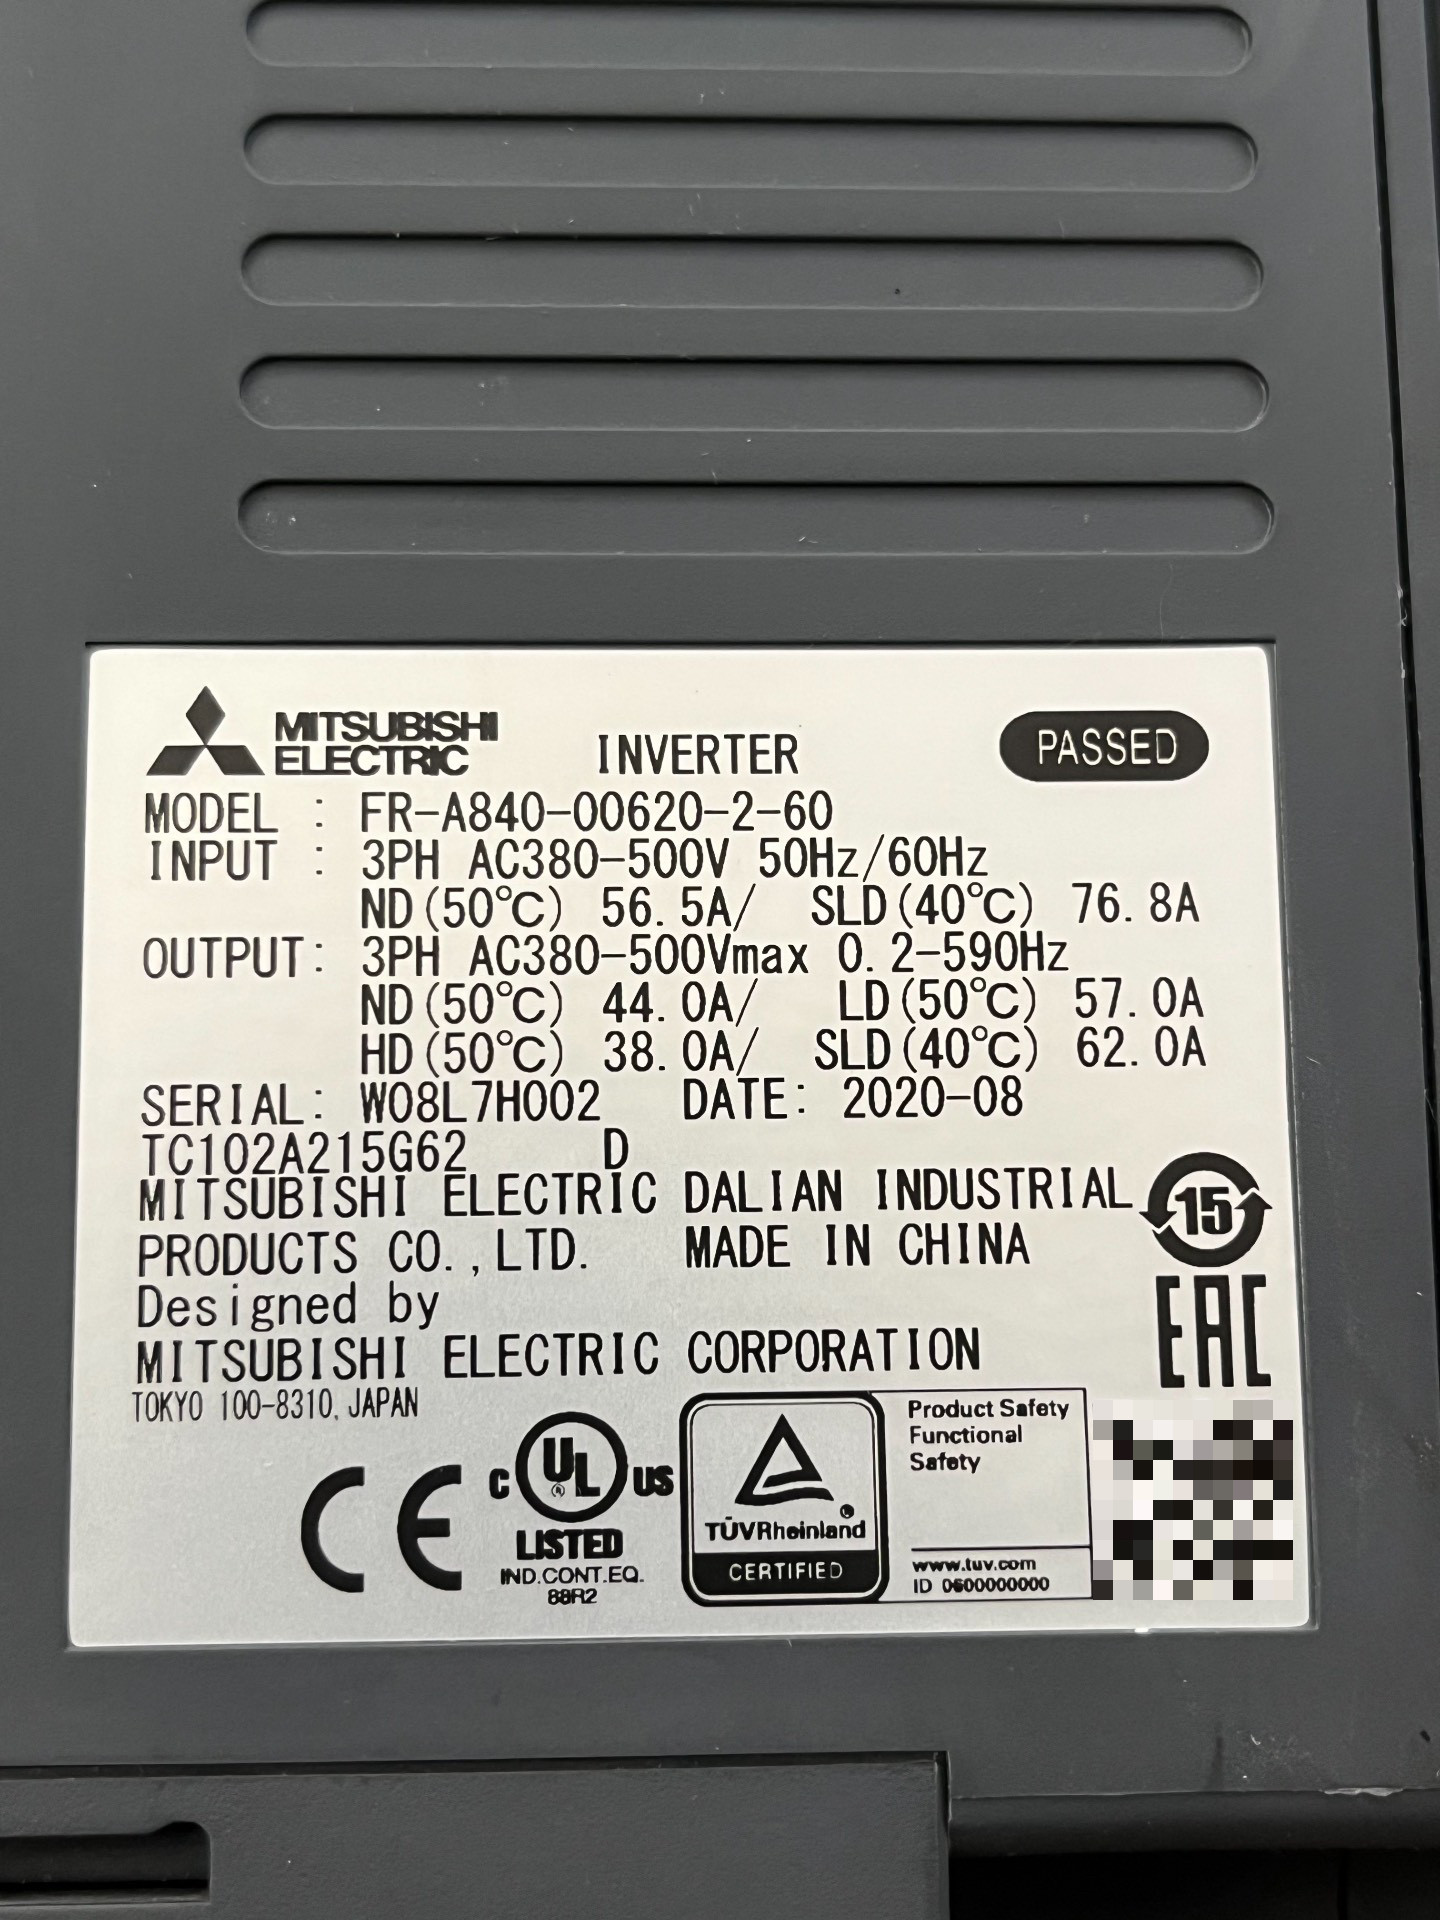 MITSUBISHI
ELECTRIC
INVERTER
PASSED
MODEL : FR-A840-00620-2-60
INPUT : 3PH AC380-500V 50Hz/60Hz
ND(50℃) 56.5A/ SLD(40℃) 76.8A
OUTPUT: 3PH AC380-500Vmax 0.2-590Hz
ND(50℃) 44.0A/ LD(50℃) 57.0A
HD(50℃) 38.0A/ SLD(40℃) 62.0A
SERIAL: W08L7H002 DATE: 2020-08
TC102A215G62 D
MITSUBISHI ELECTRIC DALIAN INDUSTRIAL
PRODUCTS CO.,LTD. MADE IN CHINA
15
Designed by
MITSUBISHI ELECTRIC CORPORATION
EAC
TOKYO 100-8310, JAPAN
CE
C UL ® US
LISTED
IND.CONT.EQ.
88R2
TÜVRheinland ®
CERTIFIED
Product Safety
Functional
Safety
www.tuv.com
ID 0600000000